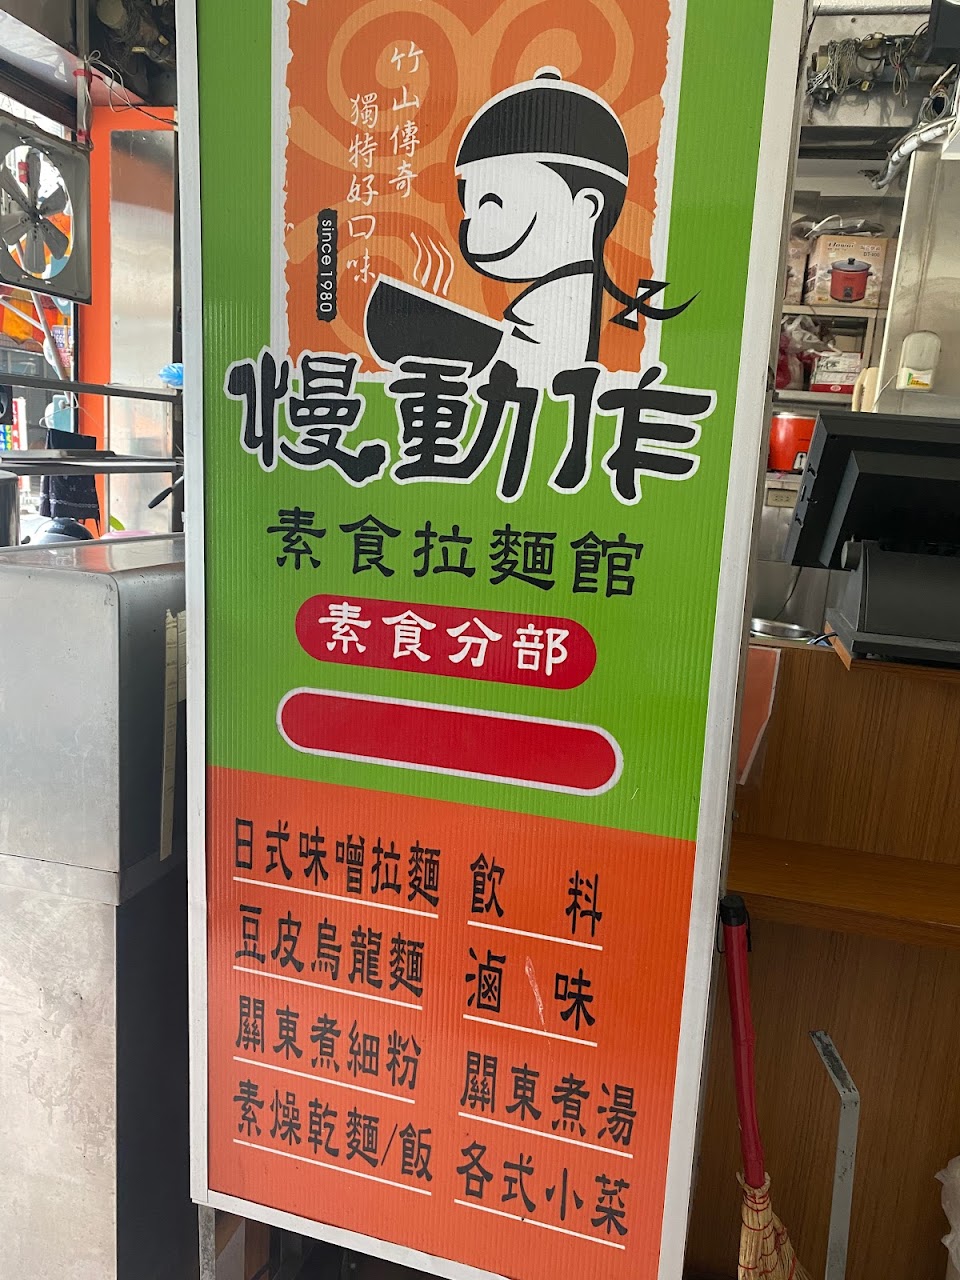 竹山傳奇
獨特好口味
since 1980
慢動作
素食拉麵館
素食分部
日式味噌拉麵
豆皮烏龍麵
關東煮細粉
素燥乾麵/飯
飲料
滷味
關東煮湯
各式小菜